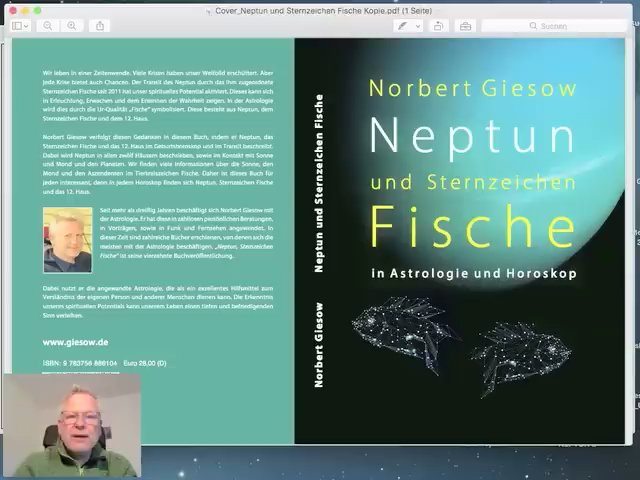 Cover_Neptun und Sternzeichen Fische Kopie.pdf (1 Seite)
Suchen
Wir leben in einer Zeitenwende. Viele Krisen haben unser Weltbild erschüttert. Aber
jede Krise bietet auch Chancen. Der Transit des Neptun durch das ihm zugeordnete
Sternzeichen Fische seit 2011 hat unser spirituelles Potential aktiviert. Dieses kann sich
in Erleuchtung, Erwachen und dem Erkennen der Wahrheit zeigen. In der Astrologie
wird dies durch die Ur-Qualität „Fische“ symbolisiert. Diese besteht aus Neptun, dem
Sternzeichen Fische und dem 12. Haus.
Norbert Giesow verfolgt diesen Gedanken in diesem Buch, indem er Neptun, das
Sternzeichen Fische und das 12. Haus im Geburtshoroskop und im Transit beschreibt.
Dabei wird Neptun in allen zwölf Häusern beschrieben, sowie im Kontakt mit Sonne
und Mond und den Planeten. Wir finden viele Informationen über die Sonne, den
Mond und den Aszendenten im Tierkreiszeichen Fische. Daher ist dieses Buch für
jeden interessant, denn in jedem Horoskop finden sich Neptun, Sternzeichen Fische
und das 12. Haus.
Seit mehr als dreißig Jahren beschäftigt sich Norbert Giesow mit
der Astrologie. Er hat diese in zahllosen persönlichen Beratungen,
in Vorträgen, sowie in Funk und Fernsehen angewendet. In
dieser Zeit sind zahlreiche Bücher erschienen, von denen sich die
meisten mit der Astrologie beschäftigen. „Neptun, Sternzeichen
Fische“ ist seine vierzehnte Buchveröffentlichung.
Dabei nutzt er die angewandte Astrologie, die als ein exzellentes Hilfsmittel zum
Verständnis der eigenen Person und anderer Menschen dienen kann. Die Erkenntnis
unseres spirituellen Potentials kann unserem Leben einen tiefen und befriedigenden
Sinn verleihen.
www.giesow.de
ISBN: 9 783756 888104 Euro 28,00 (D)
Norbert Giesow Neptun und Sternzeichen Fische
Norbert Giesow
Neptun
und Sternzeichen
Fische
in Astrologie und Horoskop